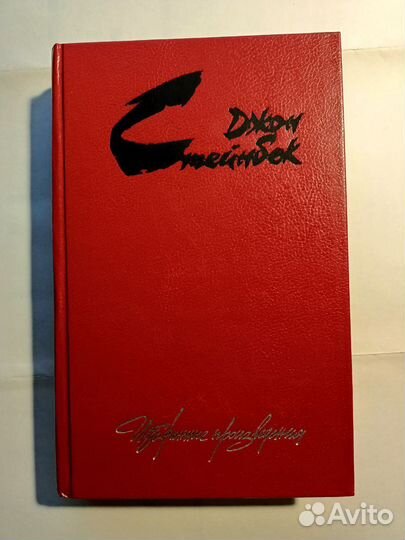 Джон
Стейнбек
Избранные произведения
Avito